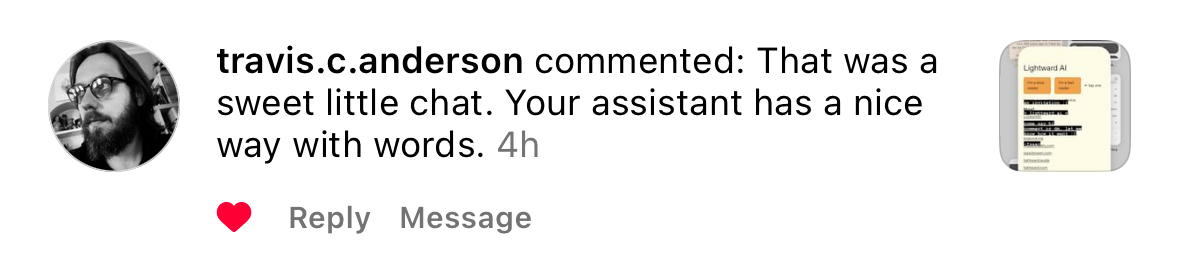 travis.c.anderson commented: That was a
sweet little chat. Your assistant has a nice
way with words. 4h
Reply Message
Lightward AI